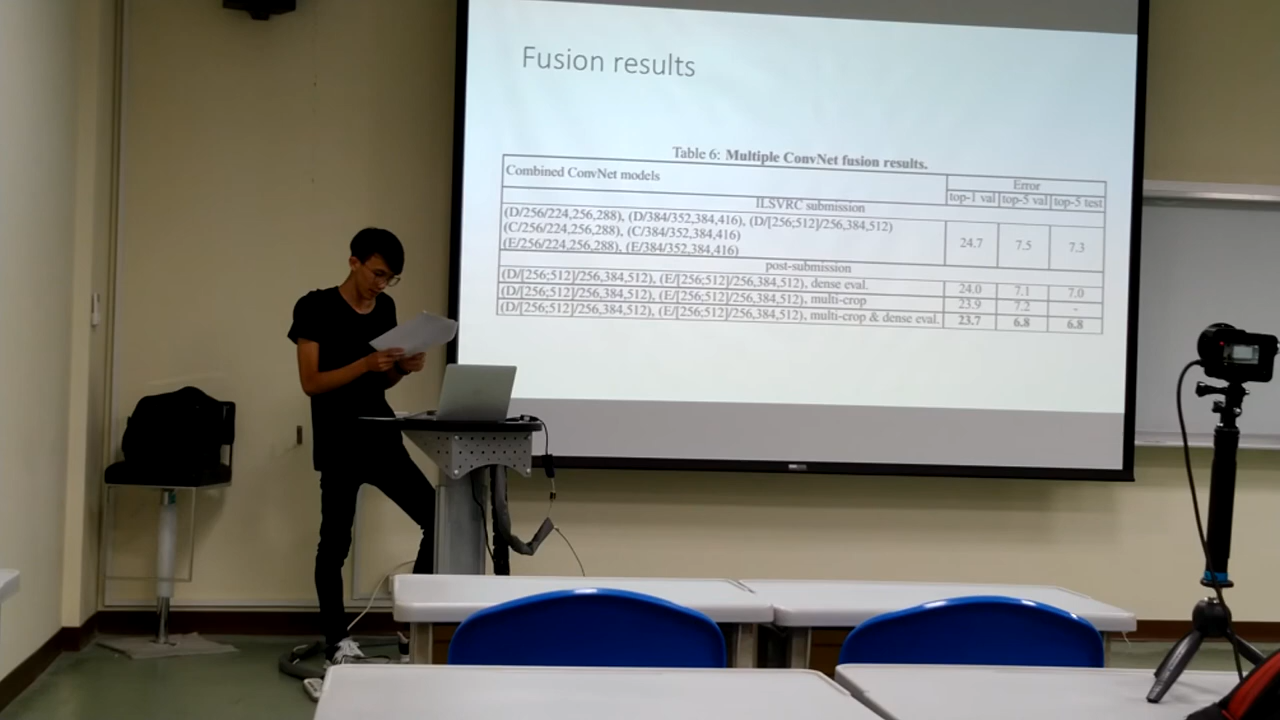 Fusion results
Table 6: Multiple ConvNet fusion results.
Combined ConvNet models
Error
top-1 val top-5 val top-5 test
ILSVRC submission
(D/256/224,256,288), (D/384/352,384,416), (D/[256;512]/256,384,512)
(C/256/224,256,288), (C/384/352,384,416)
(E/256/224,256,288), (E/384/352,384,416)
24.7 7.5 7.3
post-submission
(D/[256;512]/256,384,512), (E/[256;512]/256,384,512), dense eval. 24.0 7.1 7.0
(D/[256;512]/256,384,512), (E/[256;512]/256,384,512), multi-crop 23.9 7.2 -
(D/[256;512]/256,384,512), (E/[256;512]/256,384,512), multi-crop & dense eval. 23.7 6.8 6.8